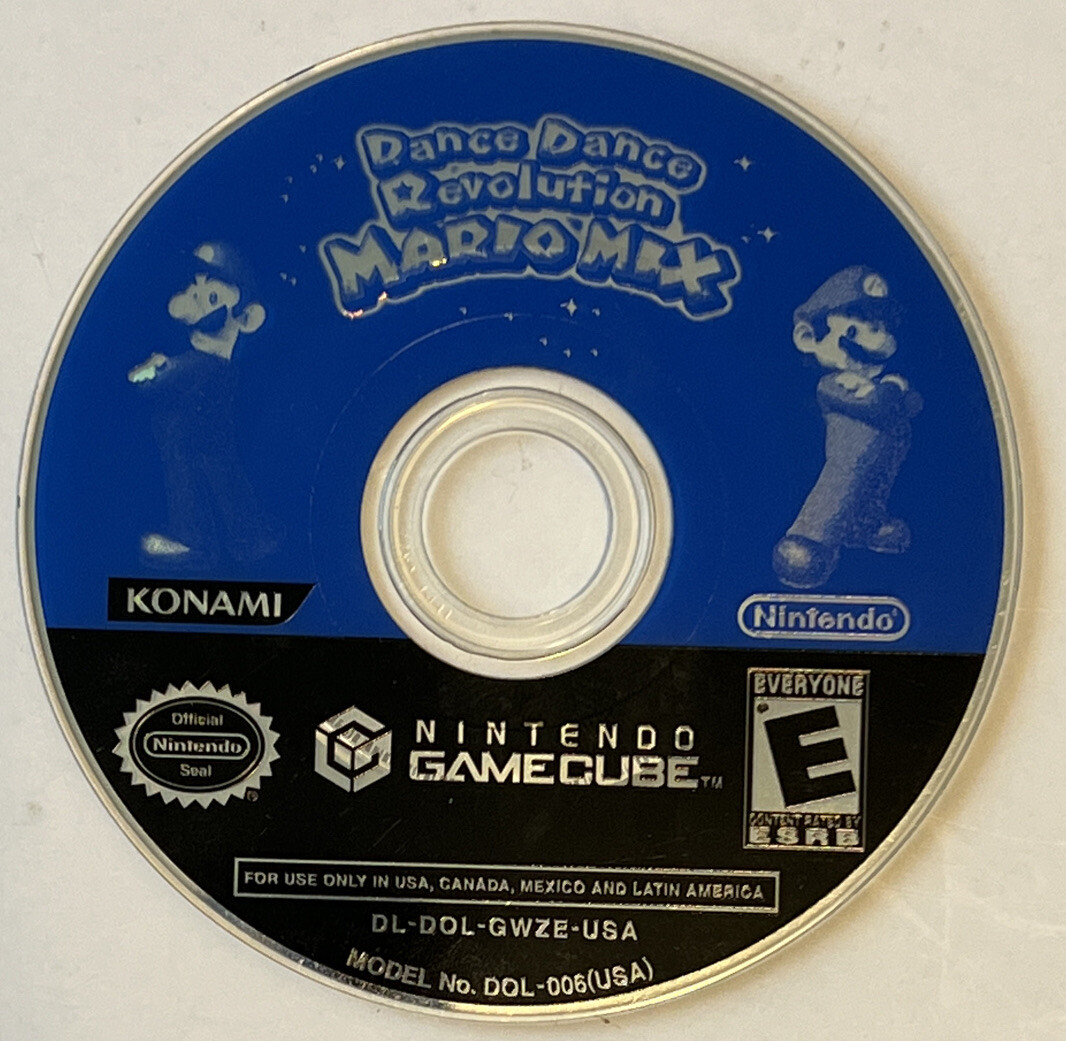 Dance Dance
Revolution
MARIO MIX
KONAMI
Nintendo®
Official
Nintendo
Seal
®
NINTENDO
GAMECUBE™
EVERYONE
E
CONTENT RATED BY
ESRB
FOR USE ONLY IN USA, CANADA, MEXICO AND LATIN AMERICA
DL-DOL-GWZE-USA
MODEL No. DOL-006(USA)